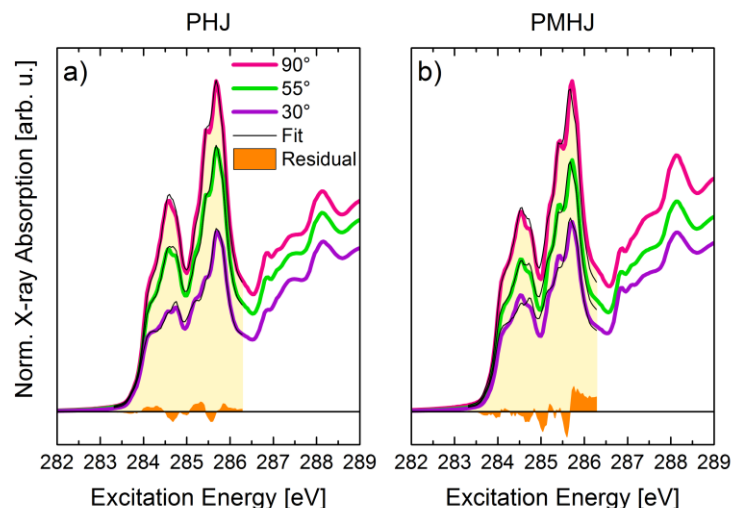 PHJ
PMHJ
Norm. X-ray Absorption [arb. u.]
a)
90°
55°
30°
Fit
Residual
b)
282 283 284 285 286 287 288 289
282 283 284 285 286 287 288 289
Excitation Energy [eV]
Excitation Energy [eV]